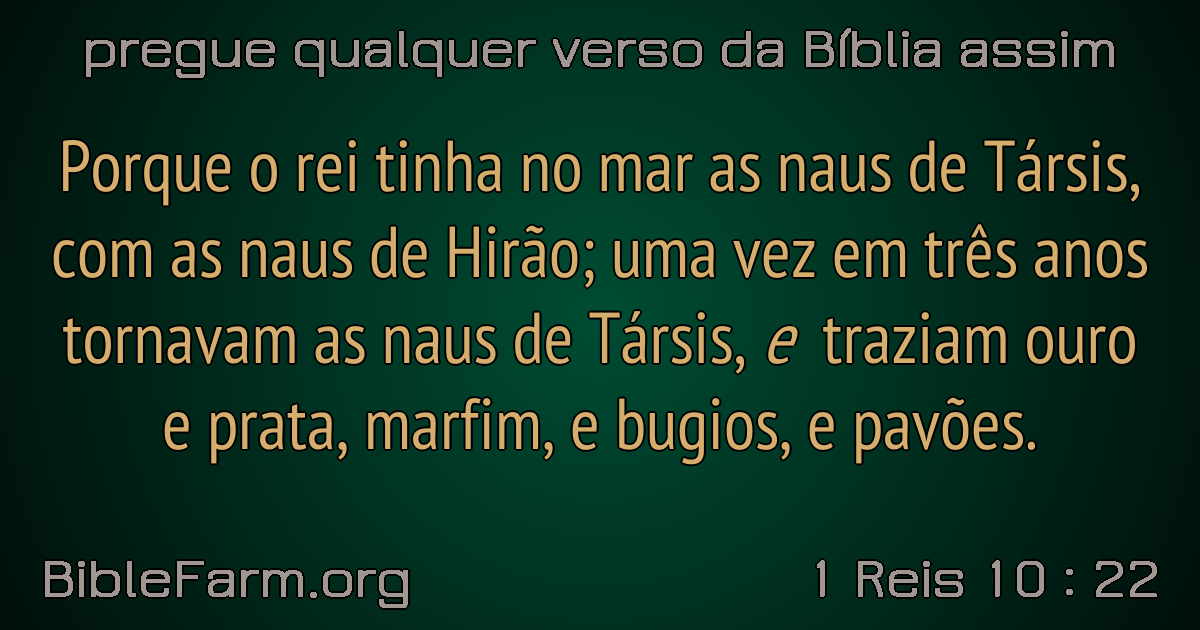 pregue qualquer verso da Bíblia assim
Porque o rei tinha no mar as naus de Társis,
com as naus de Hirão; uma vez em três anos
tornavam as naus de Társis, e traziam ouro
e prata, marfim, e bugios, e pavões.
BibleFarm.org
1 Reis 10 : 22